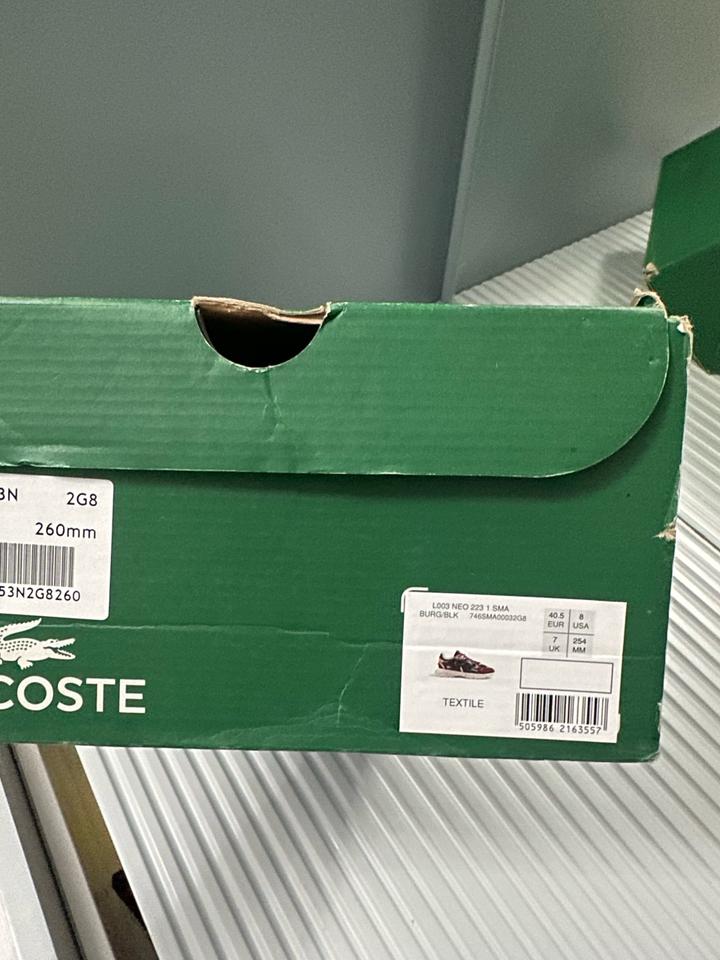 3N 2G8
260mm
53N2G8260
COSTE
L003 NEO 223 1 SMA
BURG/BLK 746SMA00032G8
40.5 EUR 8 USA
7 UK 254 MM
TEXTILE
505986 2163557